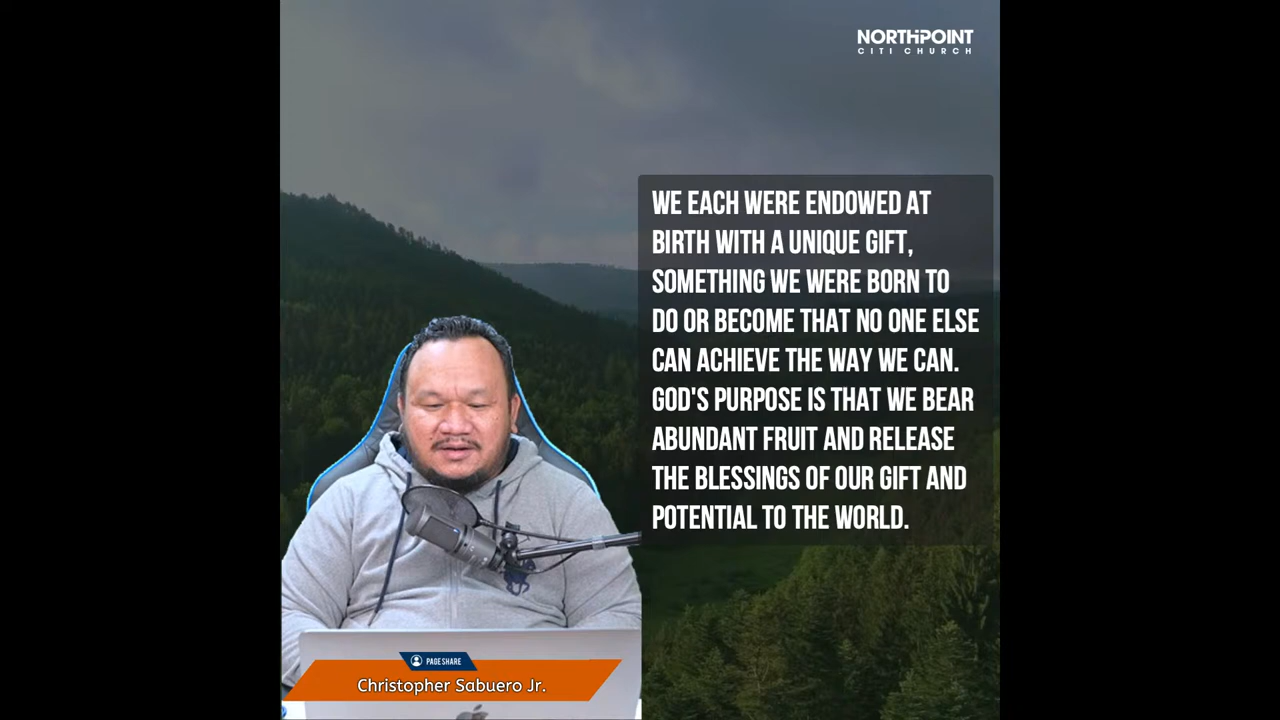 NORTHPOINT
CITI CHURCH
WE EACH WERE ENDOWED AT
BIRTH WITH A UNIQUE GIFT,
SOMETHING WE WERE BORN TO
DO OR BECOME THAT NO ONE ELSE
CAN ACHIEVE THE WAY WE CAN.
GOD'S PURPOSE IS THAT WE BEAR
ABUNDANT FRUIT AND RELEASE
THE BLESSINGS OF OUR GIFT AND
POTENTIAL TO THE WORLD.
PAGE SHARE
Christopher Sabuero Jr.